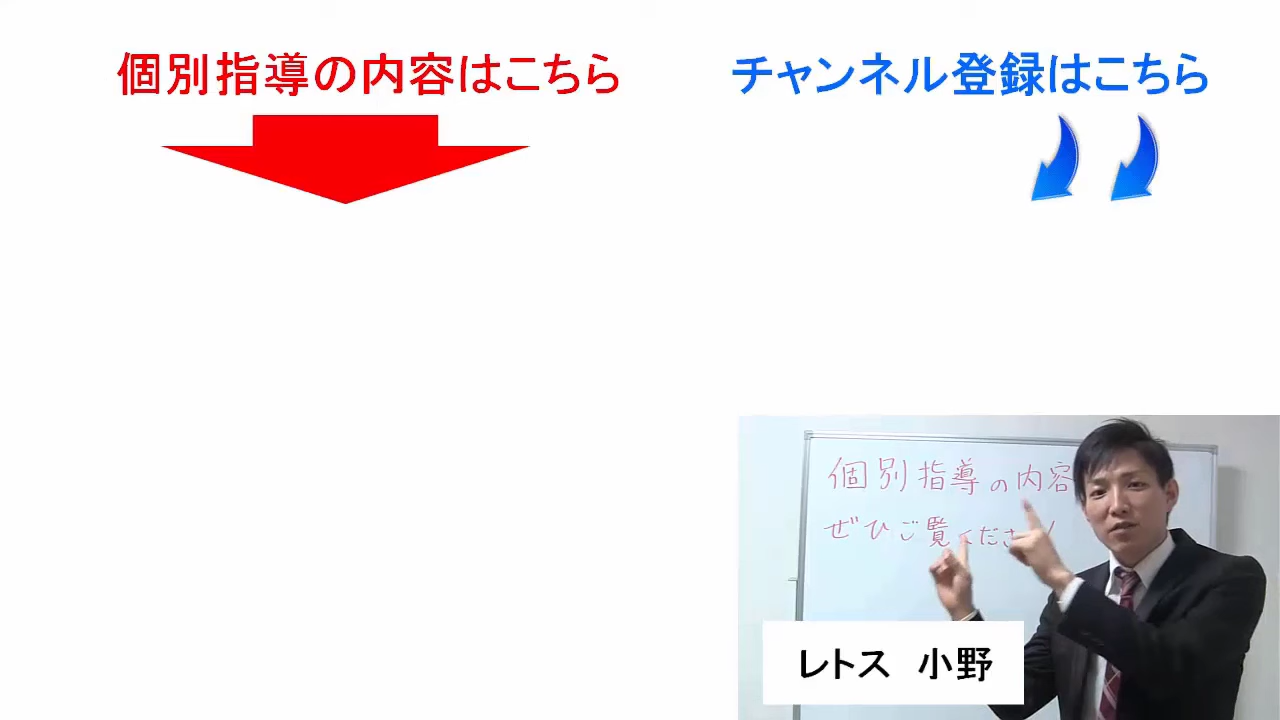 個別指導の内容はこちら
チャンネル登録はこちら
個別指導の内容
ぜひご覧ください!
レトス 小野